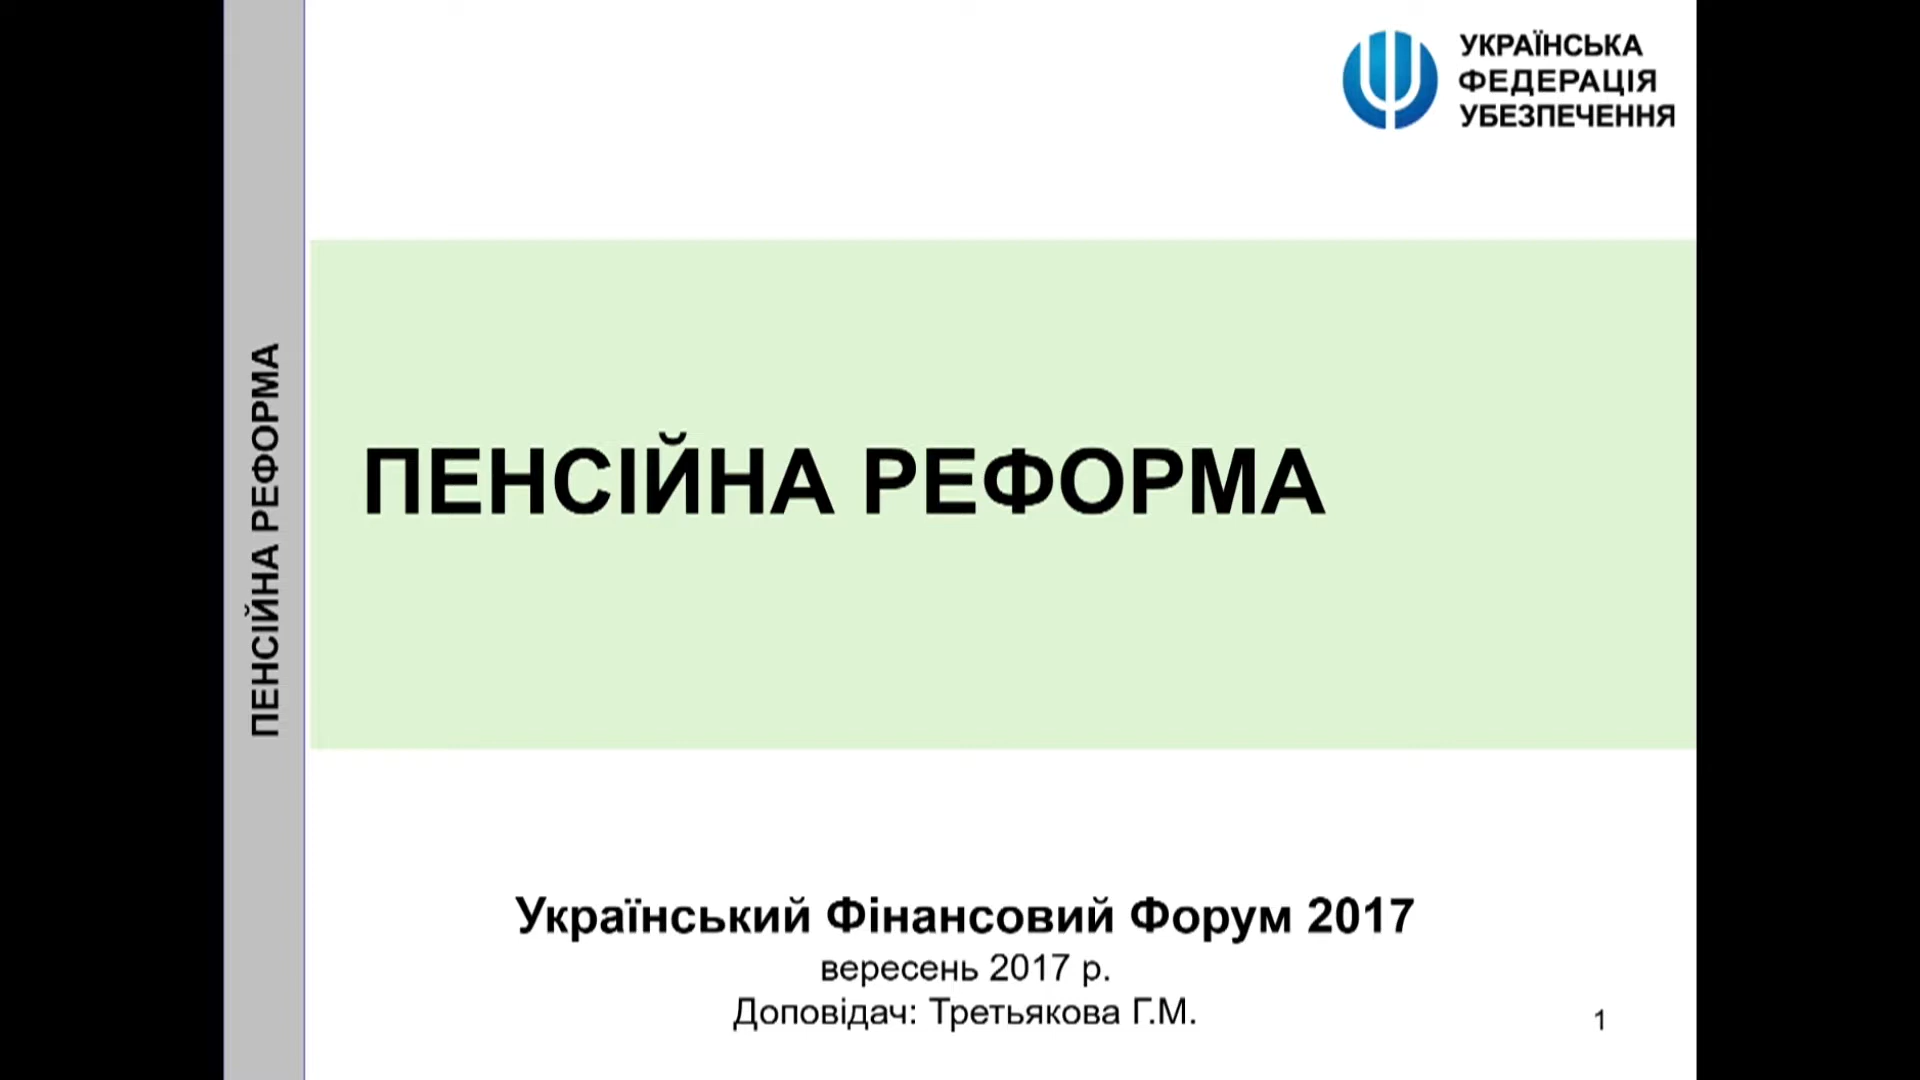 УКРАЇНСЬКА
ФЕДЕРАЦІЯ
УБЕЗПЕЧЕННЯ
ПЕНСІЙНА РЕФОРМА
ПЕНСІЙНА РЕФОРМА
Український Фінансовий Форум 2017
вересень 2017 р.
Доповідач: Третьякова Г.М.
1